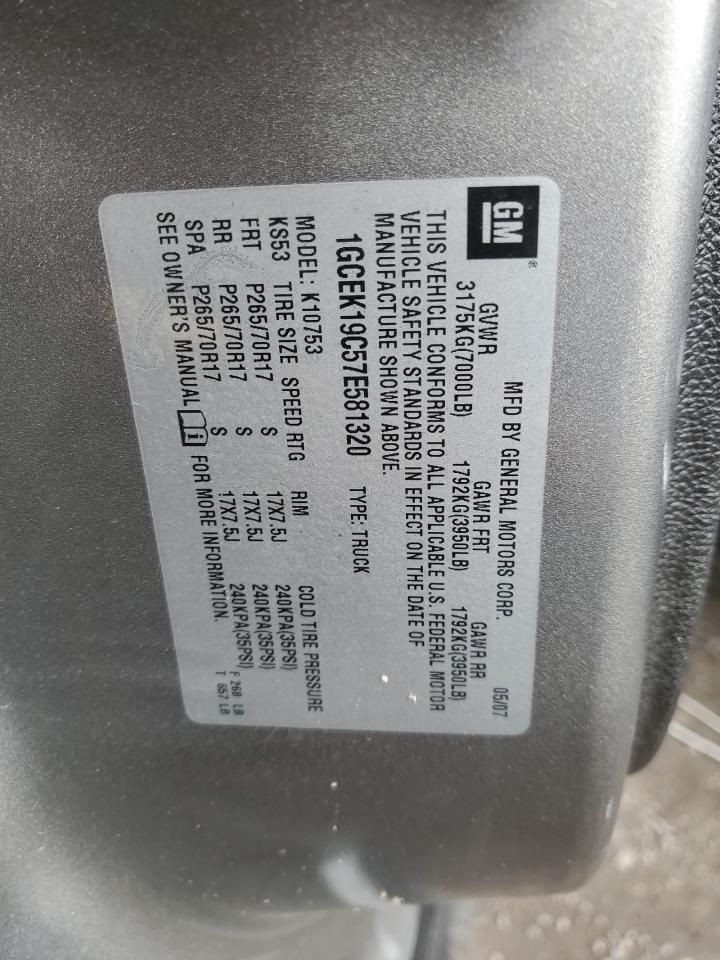 GM®
MFD BY GENERAL MOTORS CORP. 05/07
GVWR GAWR FRT GAWR RR
3175KG(7000LB) 1792KG(3950LB) 1792KG(3950LB)
THIS VEHICLE CONFORMS TO ALL APPLICABLE U.S. FEDERAL MOTOR
VEHICLE SAFETY STANDARDS IN EFFECT ON THE DATE OF
MANUFACTURE SHOWN ABOVE.
1GCEK19C57E581320 TYPE: TRUCK
MODEL: K10753
KS53 TIRE SIZE SPEED RTG RIM COLD TIRE PRESSURE
FRT P265/70R17 S 17X7.5J 240KPA(35PSI)
RR P265/70R17 S 17X7.5J 240KPA(35PSI)
SPA P265/70R17 S 17X7.5J 240KPA(35PSI)
SEE OWNER'S MANUAL i FOR MORE INFORMATION.
F 268 LB
T 657 LB